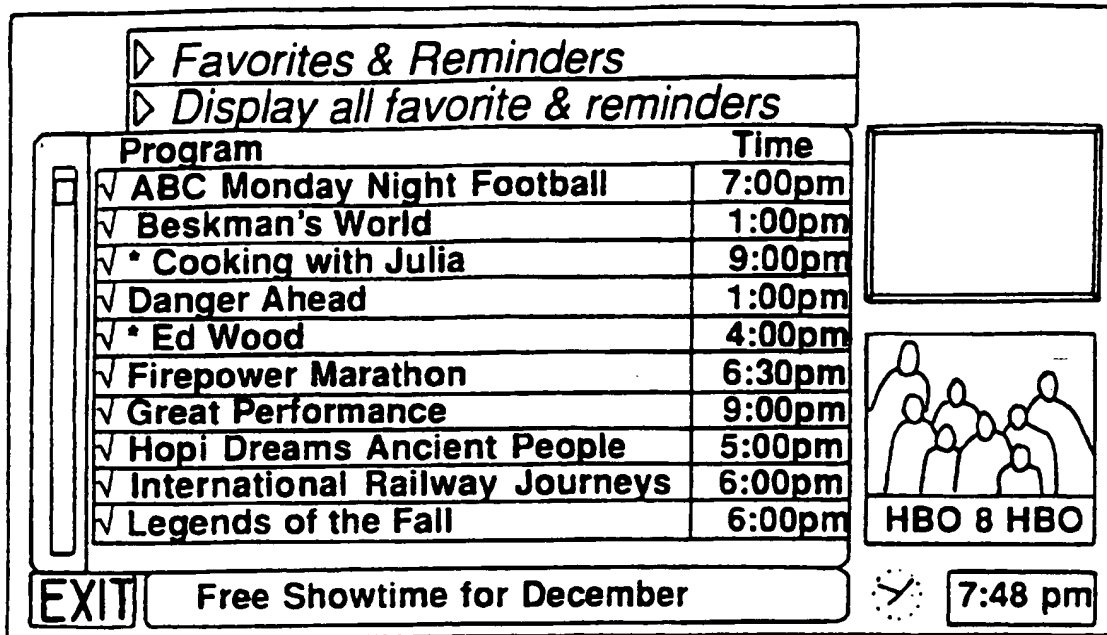 ▷ Favorites & Reminders
▷ Display all favorite & reminders
Program Time
√ ABC Monday Night Football 7:00pm
√ Beskman's World 1:00pm
√ * Cooking with Julia 9:00pm
√ Danger Ahead 1:00pm
√ * Ed Wood 4:00pm
√ Firepower Marathon 6:30pm
√ Great Performance 9:00pm
√ Hopi Dreams Ancient People 5:00pm
√ International Railway Journeys 6:00pm
√ Legends of the Fall 6:00pm
HBO 8 HBO
EXIT Free Showtime for December 7:48 pm